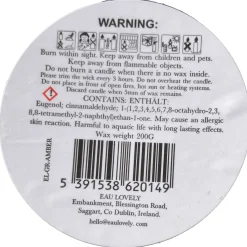 WARNING:
Burn within sight. Keep away from children and pets.
Keep away from flammable objects.
Do not burn a candle when there is no wax inside.
Please trim the wick every 3 hours. Do not overheat the candle.
Do not place in front of open window, hot sun or heating system.
Discard candle when 5mm of wax remains.
CONTAINS: ENTHÄLT:
Eugenol; cinnamaldehyde; 1-(1,2,3,4,5,6,7,8-octahydro-2,3,
8,8-tetramethyl-2-naphthyl)ethan-1-one. May cause an allergic
skin reaction. Harmful to aquatic life with long lasting effects.
Wax weight 200G
EL-GR-AMBER
5 391538 620149
EAU LOVELY
Embankment, Blessington Road,
Saggart, Co Dublin, Ireland.
hello@eaulovely.com